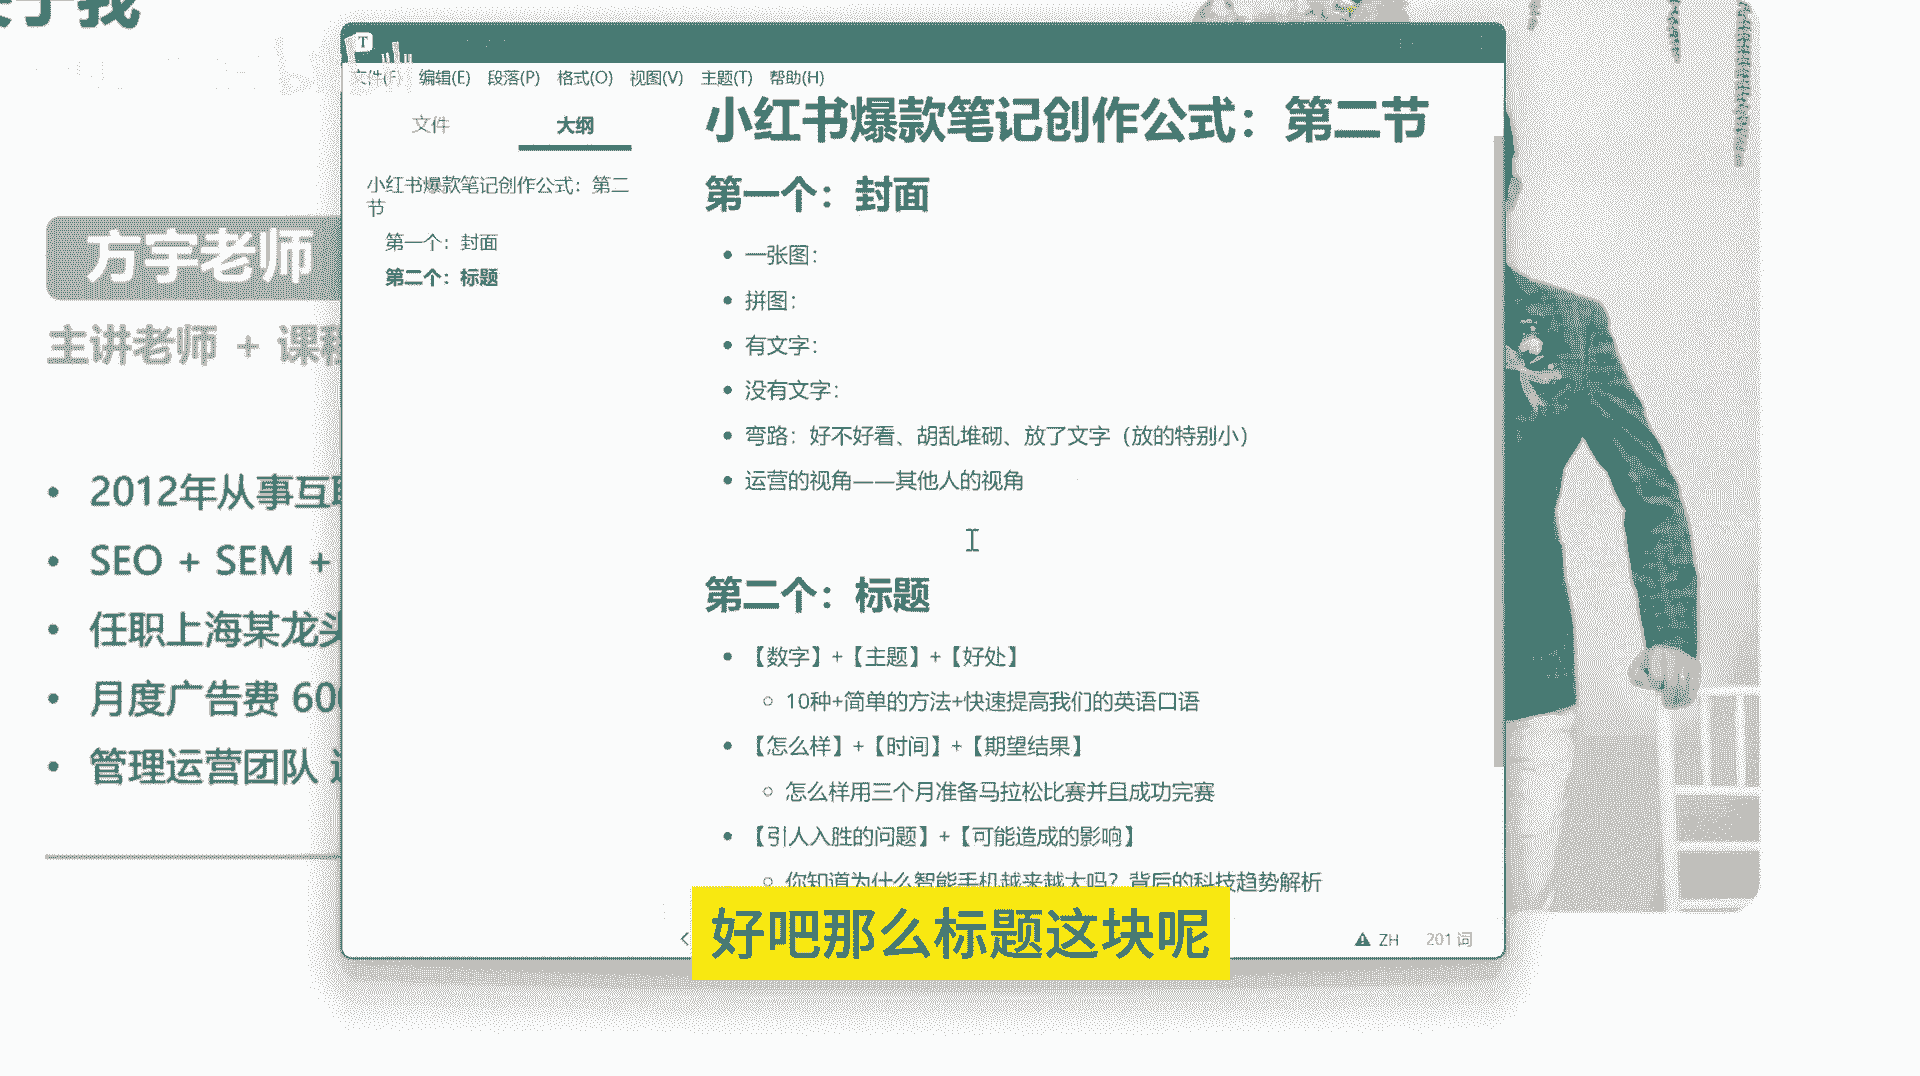 关于我
T
文件(F) 编辑(E) 段落(P) 格式(O) 视图(V) 主题(T) 帮助(H)
文件 大纲
小红书爆款笔记创作公式：第二
节
第一个：封面
第二个：标题
小红书爆款笔记创作公式：第二节
第一个：封面
一张图：
拼图：
有文字：
没有文字：
弯路：好不好看、胡乱堆砌、放了文字（放的特别小）
运营的视角——其他人的视角
第二个：标题
【数字】+【主题】+【好处】
10种+简单的方法+快速提高我们的英语口语
【怎么样】+【时间】+【期望结果】
怎么样用三个月准备马拉松比赛并且成功完赛
【引人入胜的问题】+【可能造成的影响】
你知道为什么智能手机越来越大吗？背后的科技趋势解析
ZH 201 词
方宇老师
主讲老师 + 课程
2012年从事互联
SEO + SEM +
任职上海某龙头
月度广告费 600
管理运营团队
好吧那么标题这块呢